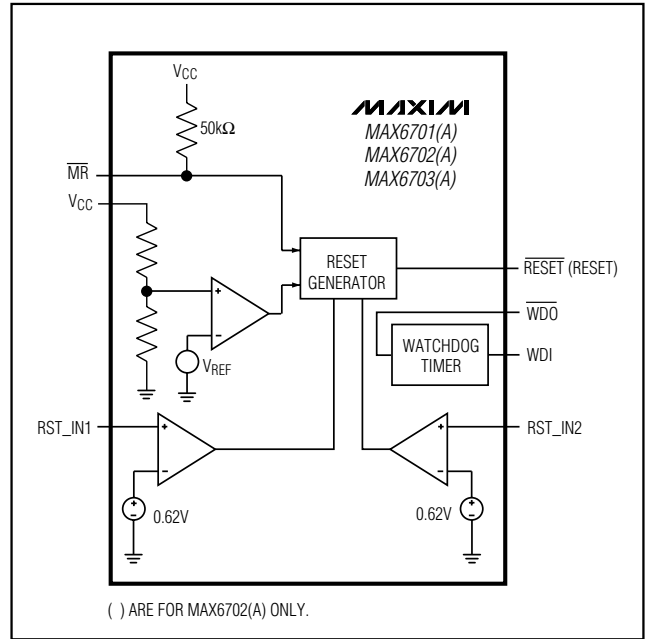 VCC
50kΩ
MAXIM
MAX6701(A)
MAX6702(A)
MAX6703(A)
MR
VCC
RESET
GENERATOR
RESET (RESET)
WDO
WATCHDOG
TIMER
WDI
+
−
VREF
RST_IN1
+
−
+
−
0.62V
RST_IN2
+
−
+
−
0.62V
( ) ARE FOR MAX6702(A) ONLY.